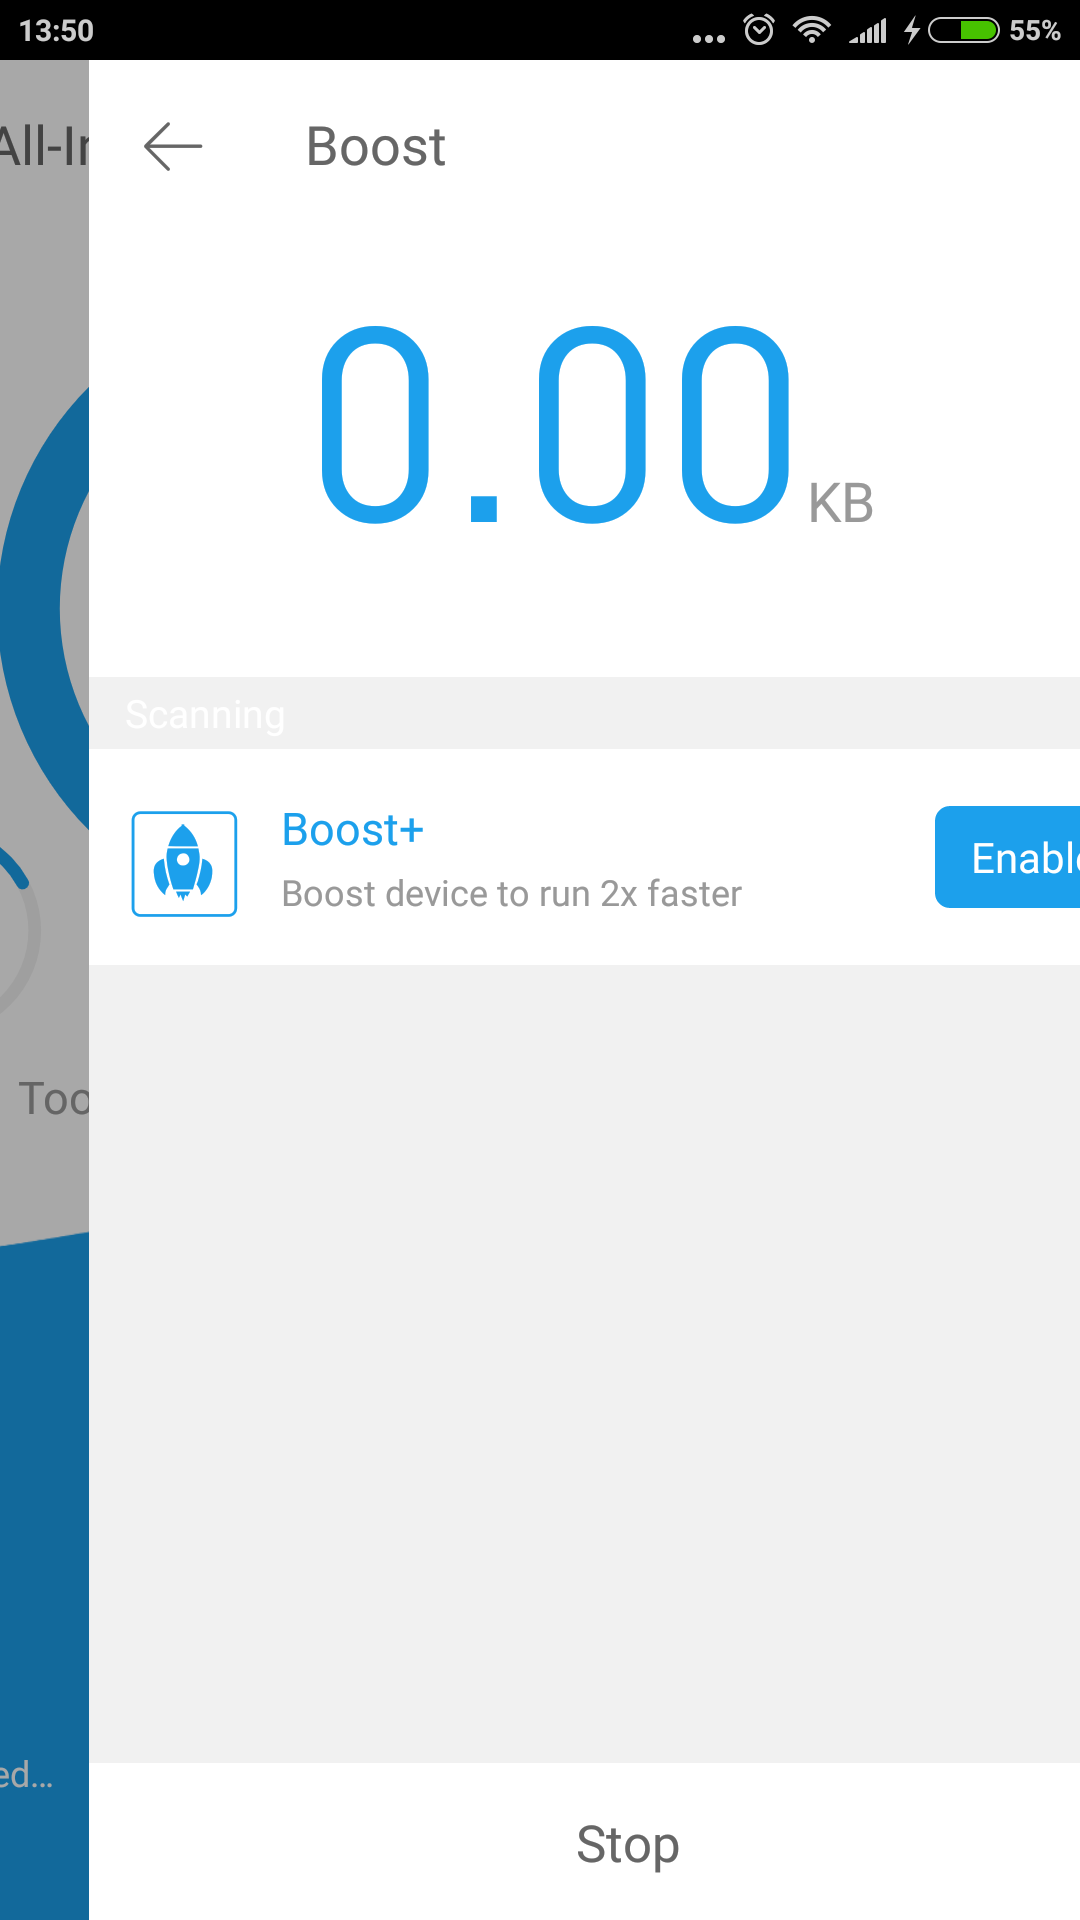 13:50
55%
All-I
Boost
0.00 KB
Scanning
Boost+
Boost device to run 2x faster
Enable
Too
ed...
Stop